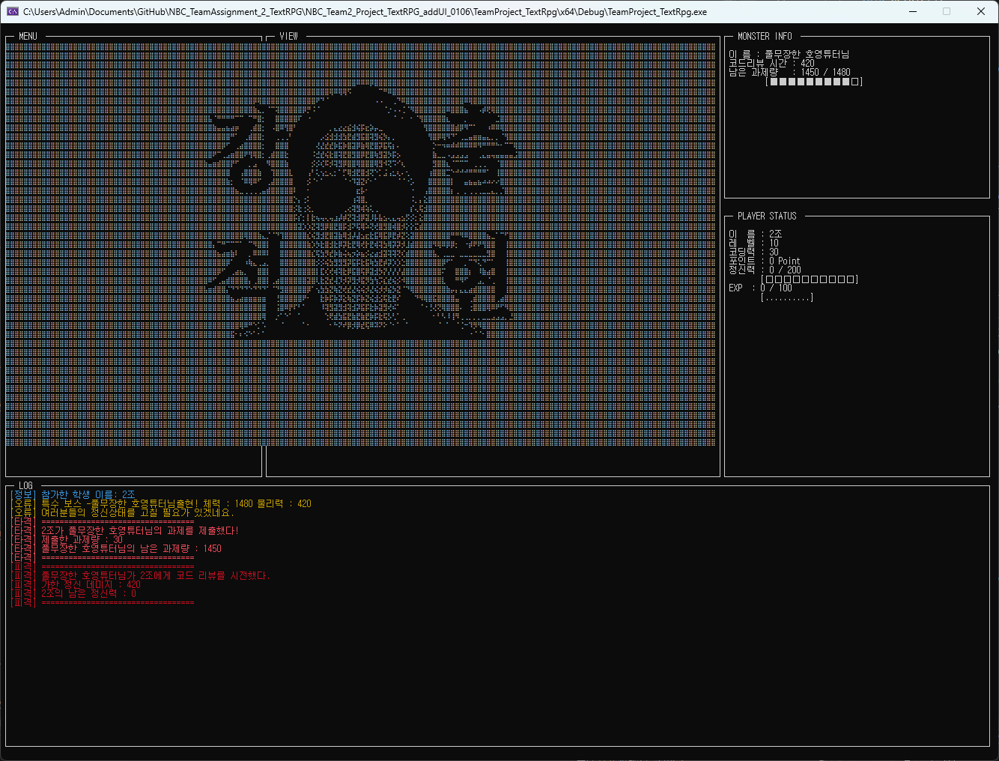 C:\Users\Admin\Documents\GitHub\NBC_TeamAssignment_2_TextRPG\NBC_Team2_Project_TextRPG_addUI_0106\TeamProject_TextRpg\x64\Debug\TeamProject_TextRpg.exe
MENU
VIEW
징 조
징 조
MONSTER INFO
이 름 : 풀무장한 호영튜터님
코드리뷰 시간 : 420
남은 과제량 : 1450 / 1480
[■■■■■■■■■□]
PLAYER STATUS
이 름 : 2조
레 벨 : 10
코딩력 : 30
포인트 : 0 Point
정신력 : 0 / 200
[□□□□□□□□□□]
EXP : 0 / 100
[..........]
LOG
[정보] 참가한 학생 이름: 2조
[오류] 특수 보스 -풀무장한 호영튜터님출현! 체력 : 1480 물리력 : 420
[오류] 여러분들의 정신상태를 고칠 필요가 있겠네요.
[타격] ==================================
[타격] 2조가 풀무장한 호영튜터님의 과제를 제출했다!
[타격] 제출한 과제량 : 30
[타격] 풀무장한 호영튜터님의 남은 과제량 : 1450
[타격] ==================================
[피격] ==================================
[피격] 풀무장한 호영튜터님가 2조에게 코드 리뷰를 시전했다.
[피격] 가한 정신 데미지 : 420
[피격] 2조의 남은 정신력 : 0
[피격] ==================================